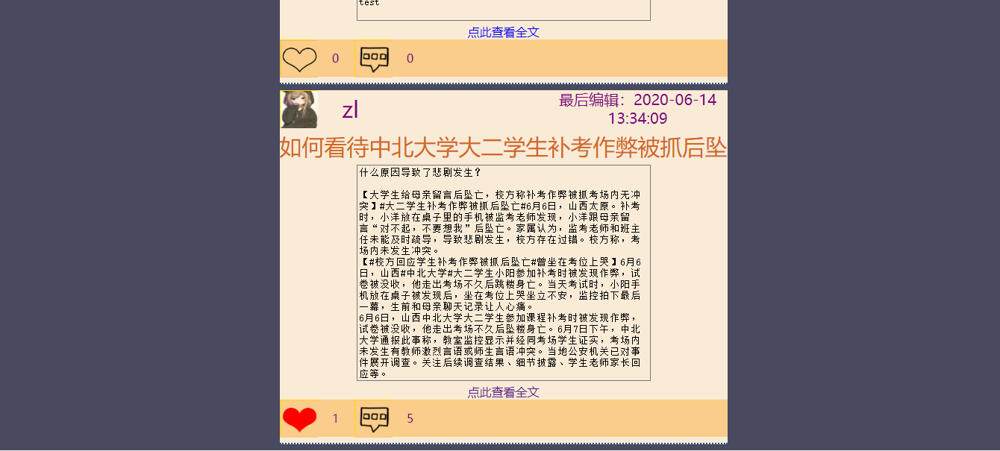 test
点此查看全文
0
0
zl
最后编辑：2020-06-14
13:34:09
如何看待中北大学大二学生补考作弊被抓后坠
什么原因导致了悲剧发生？
【大学生给母亲留言后坠亡，校方称补考作弊被抓考场内无冲
突】#大二学生补考作弊被抓后坠亡#6月6日，山西太原。补考
时，小洋放在桌子里的手机被监考老师发现，小洋跟母亲留
言“对不起，不要想我”后坠亡。家属认为，监考老师和班主
任未能及时疏导，导致悲剧发生，校方存在过错。校方称，考
场内未发生冲突。
【#校方回应学生补考作弊被抓后坠亡#曾坐在考位上哭】6月6
日，山西#中北大学#大二学生小阳参加补考时被发现作弊，试
卷被没收，他走出考场不久后跳楼身亡。当天考试时，小阳手
机放在桌子被发现后，坐在考位上哭坐立不安，监控拍下最后
一幕，生前和母亲聊天记录让人心痛。
6月6日，山西中北大学大二学生参加课程补考时被发现作弊，
试卷被没收，他走出考场不久后坠楼身亡。6月7日下午，中北
大学通报此事称，教室监控显示并经同考场学生证实，考场内
未发生有教师激烈言语或师生言语冲突。当地公安机关已对事
件展开调查。关注后续调查结果、细节披露、学生老师家长回
应等。
点此查看全文
1
5